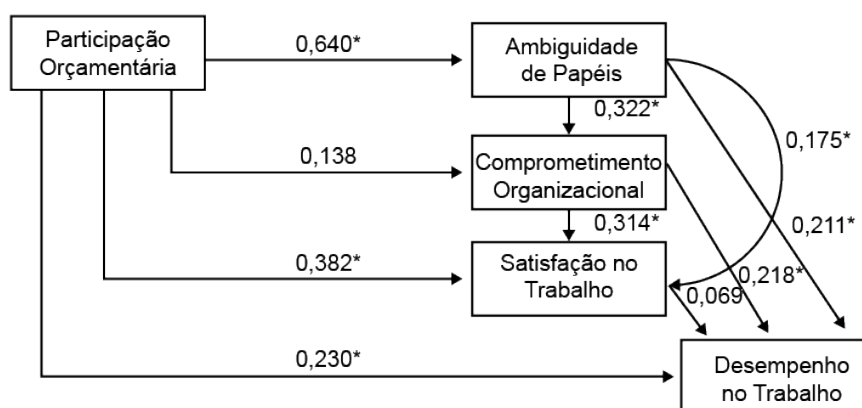 Participação
Orçamentária
0,640*
Ambiguidade
de Papéis
0,322*
0,175*
0,138
Comprometimento
Organizacional
0,314*
0,211*
0,382*
Satisfação no
Trabalho
0,218*
0,069
0,230*
Desempenho
no Trabalho